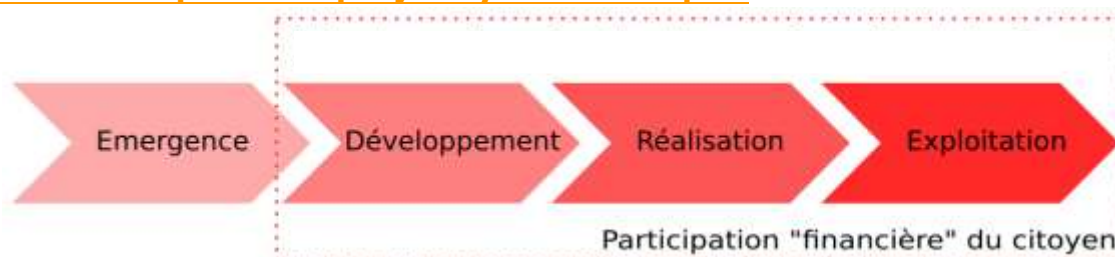 Emergence
Développement
Réalisation
Exploitation
Participation "financière" du citoyen